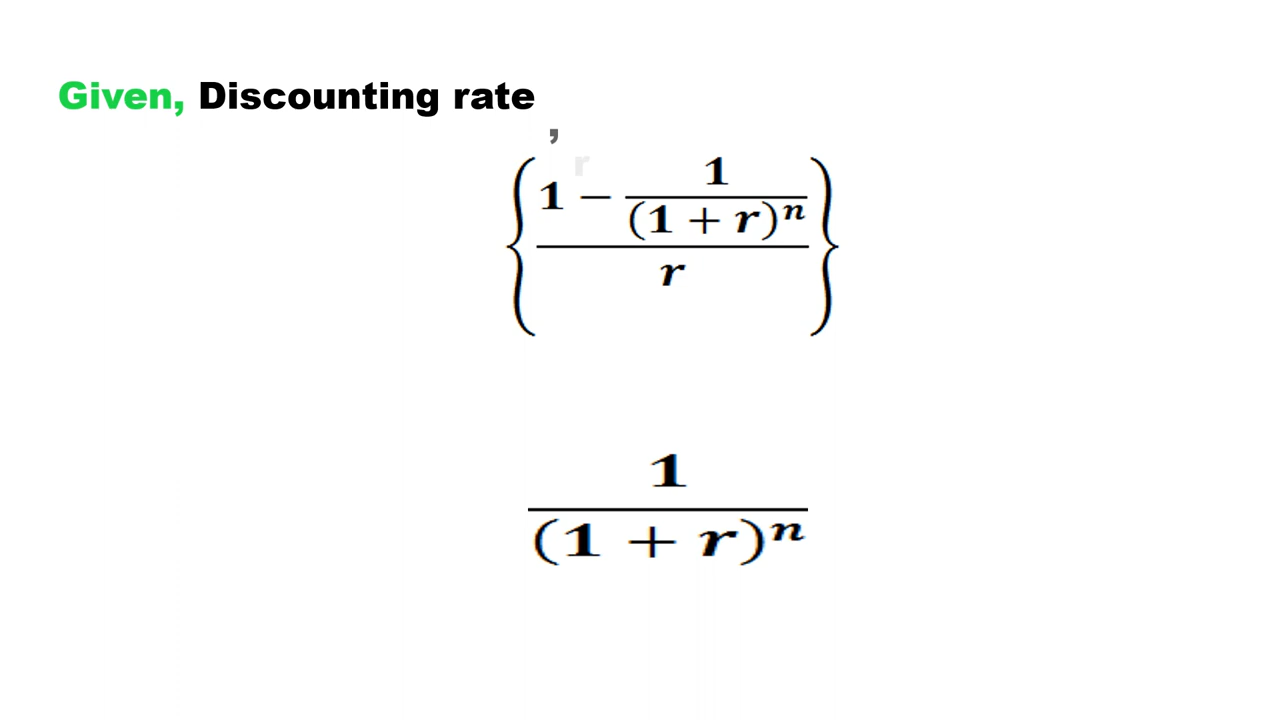 Given, Discounting rate
, r
{ (1 − 1/(1 + r)ⁿ) / r }
1/(1 + r)ⁿ